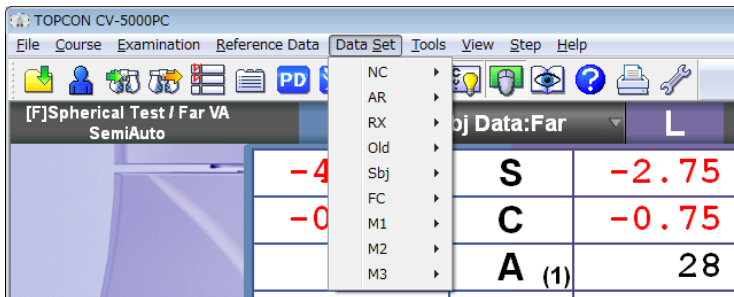 TOPCON CV-5000PC
File Course Examination Reference Data Data Set Tools View Step Help
PD
[F]Spherical Test / Far VA
SemiAuto
NC
AR
RX
Old
Sbj
FC
M1
M2
M3
bj Data:Far
L
-4
S
-2.75
-0
C
-0.75
A (1)
28